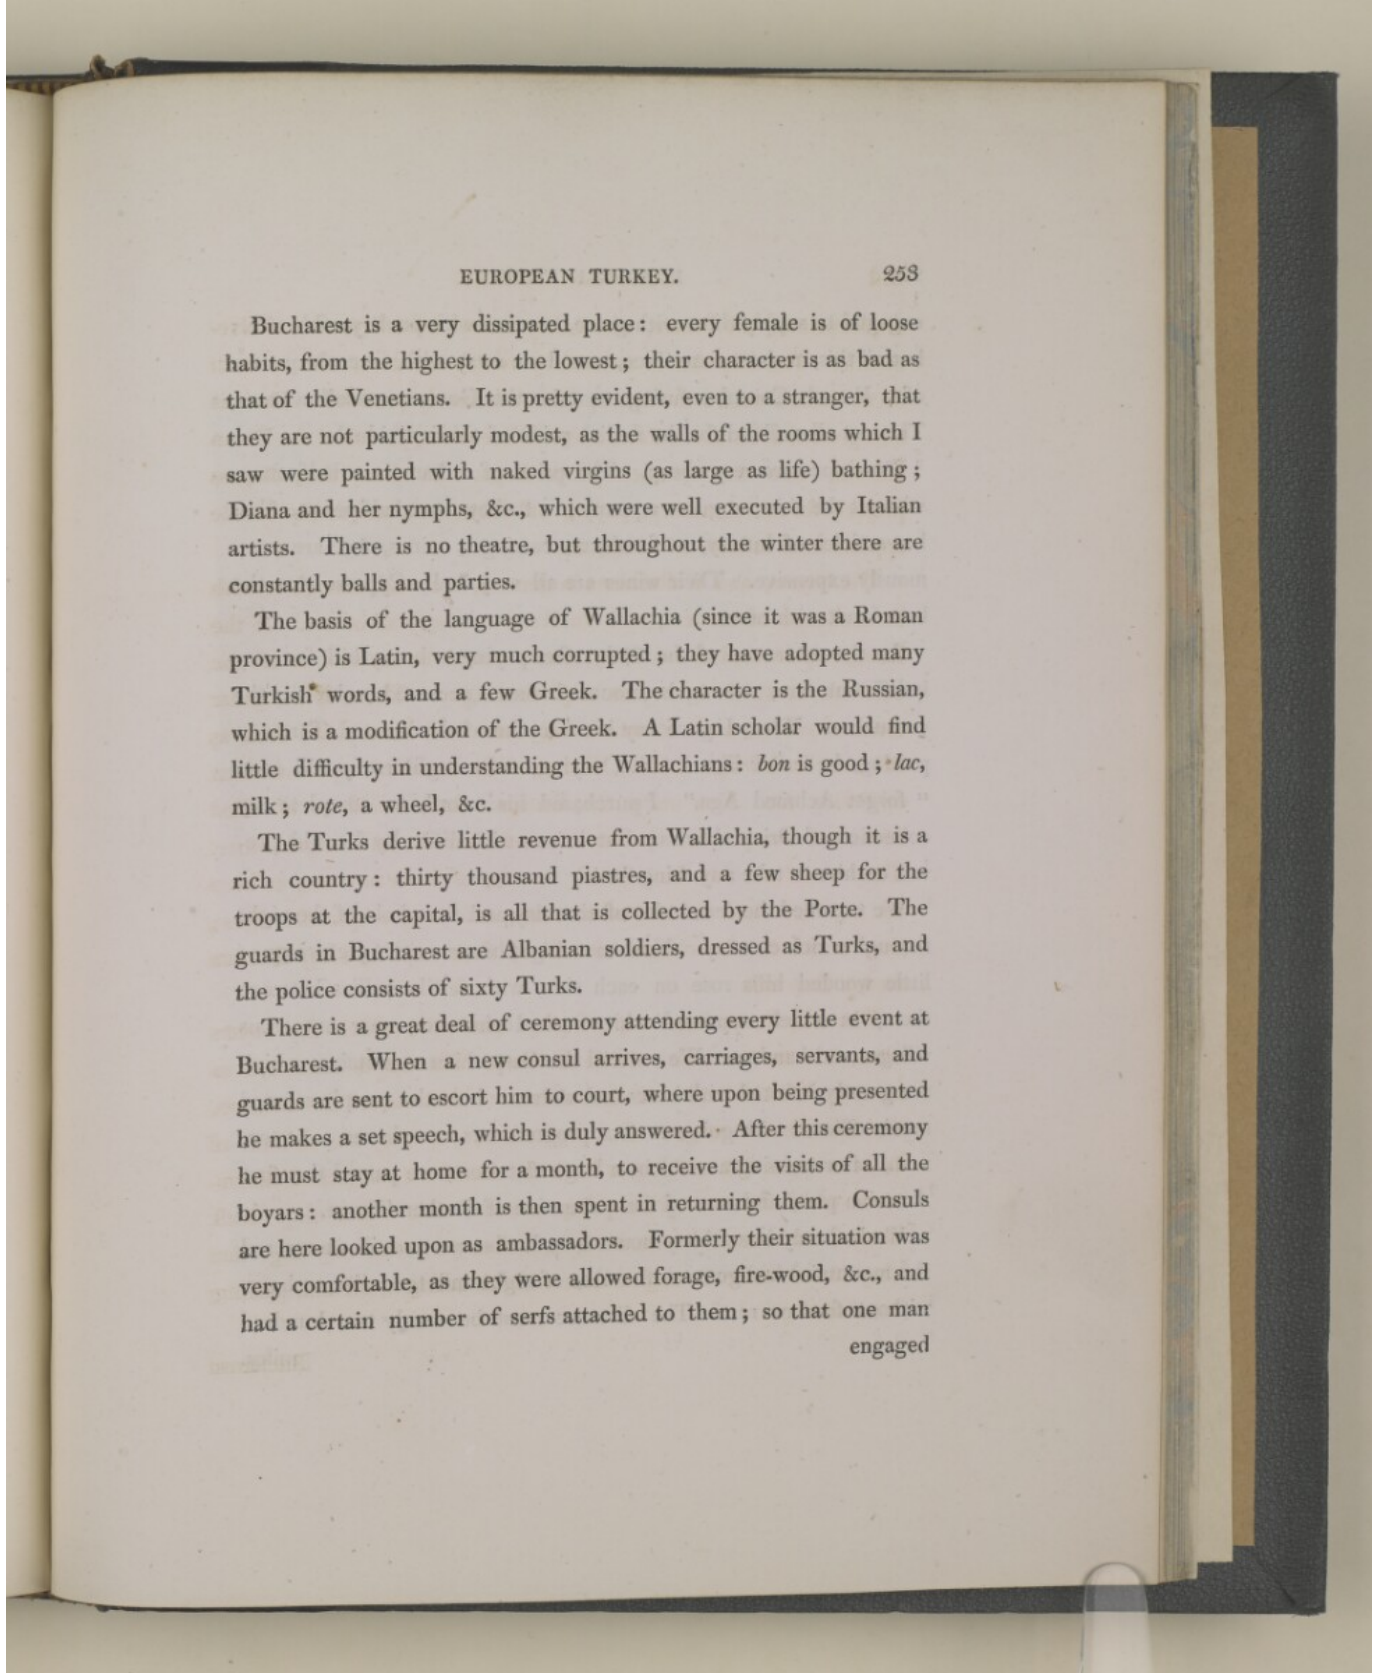 EUROPEAN TURKEY. 253
Bucharest is a very dissipated place: every female is of loose
habits, from the highest to the lowest; their character is as bad as
that of the Venetians. It is pretty evident, even to a stranger, that
they are not particularly modest, as the walls of the rooms which I
saw were painted with naked virgins (as large as life) bathing;
Diana and her nymphs, &c., which were well executed by Italian
artists. There is no theatre, but throughout the winter there are
constantly balls and parties.
The basis of the language of Wallachia (since it was a Roman
province) is Latin, very much corrupted; they have adopted many
Turkish words, and a few Greek. The character is the Russian,
which is a modification of the Greek. A Latin scholar would find
little difficulty in understanding the Wallachians: bon is good; lac,
milk; rote, a wheel, &c.
The Turks derive little revenue from Wallachia, though it is a
rich country: thirty thousand piastres, and a few sheep for the
troops at the capital, is all that is collected by the Porte. The
guards in Bucharest are Albanian soldiers, dressed as Turks, and
the police consists of sixty Turks.
There is a great deal of ceremony attending every little event at
Bucharest. When a new consul arrives, carriages, servants, and
guards are sent to escort him to court, where upon being presented
he makes a set speech, which is duly answered. After this ceremony
he must stay at home for a month, to receive the visits of all the
boyars: another month is then spent in returning them. Consuls
are here looked upon as ambassadors. Formerly their situation was
very comfortable, as they were allowed forage, fire-wood, &c., and
had a certain number of serfs attached to them; so that one man
engaged